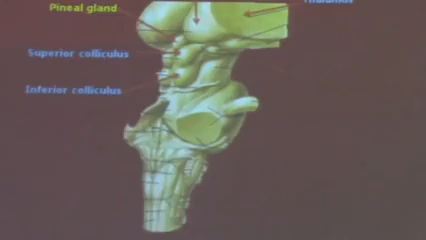 Pineal gland
Superior colliculus
Inferior colliculus